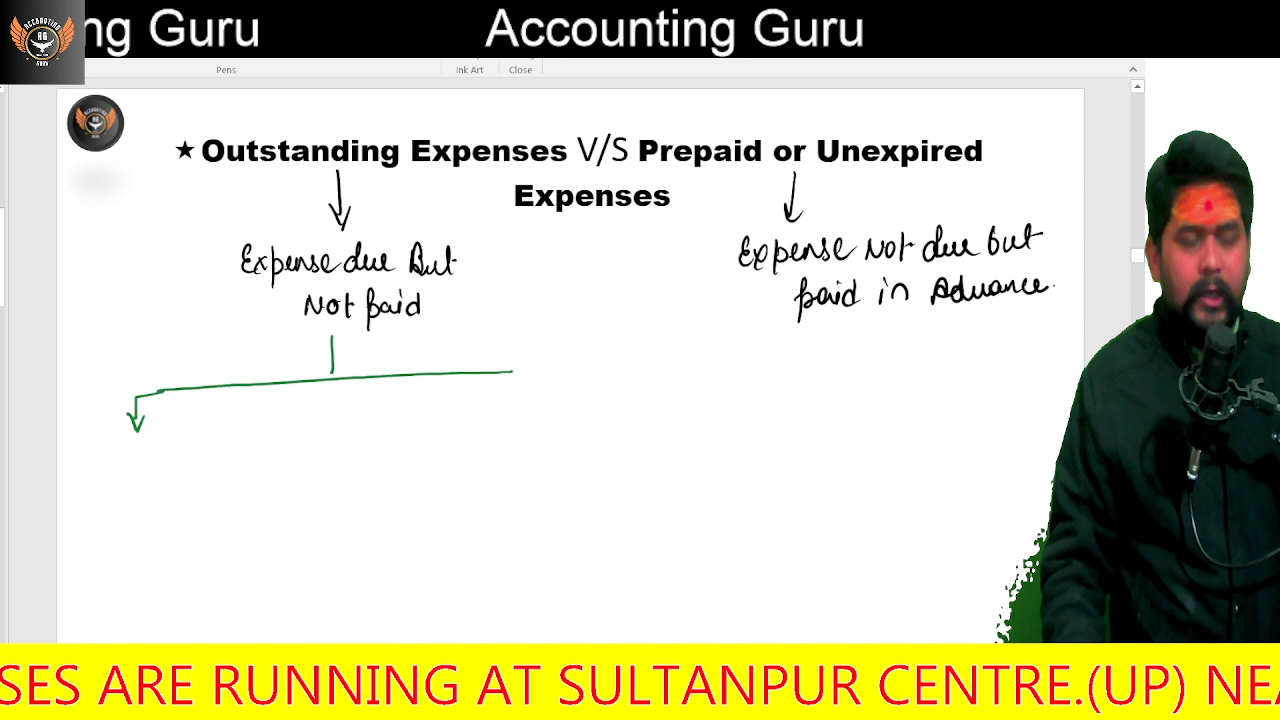 ng Guru Accounting Guru
Pens Ink Art Close
★ Outstanding Expenses V/S Prepaid or Unexpired
Expenses
Expense due But
Not paid
Expense Not due but
paid in Advance.
SES ARE RUNNING AT SULTANPUR CENTRE.(UP) NEA